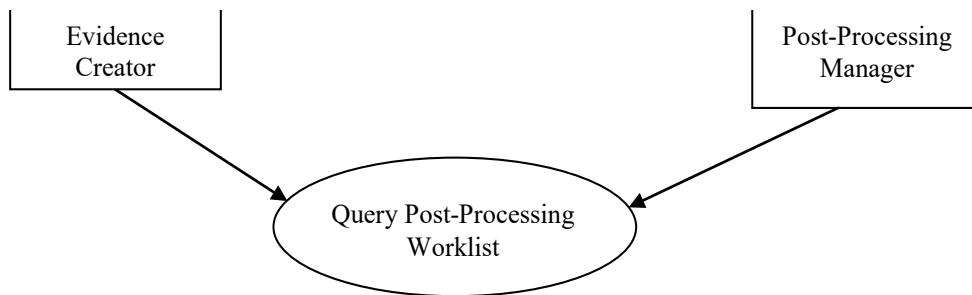 Evidence
Creator
Post-Processing
Manager
Query Post-Processing
Worklist